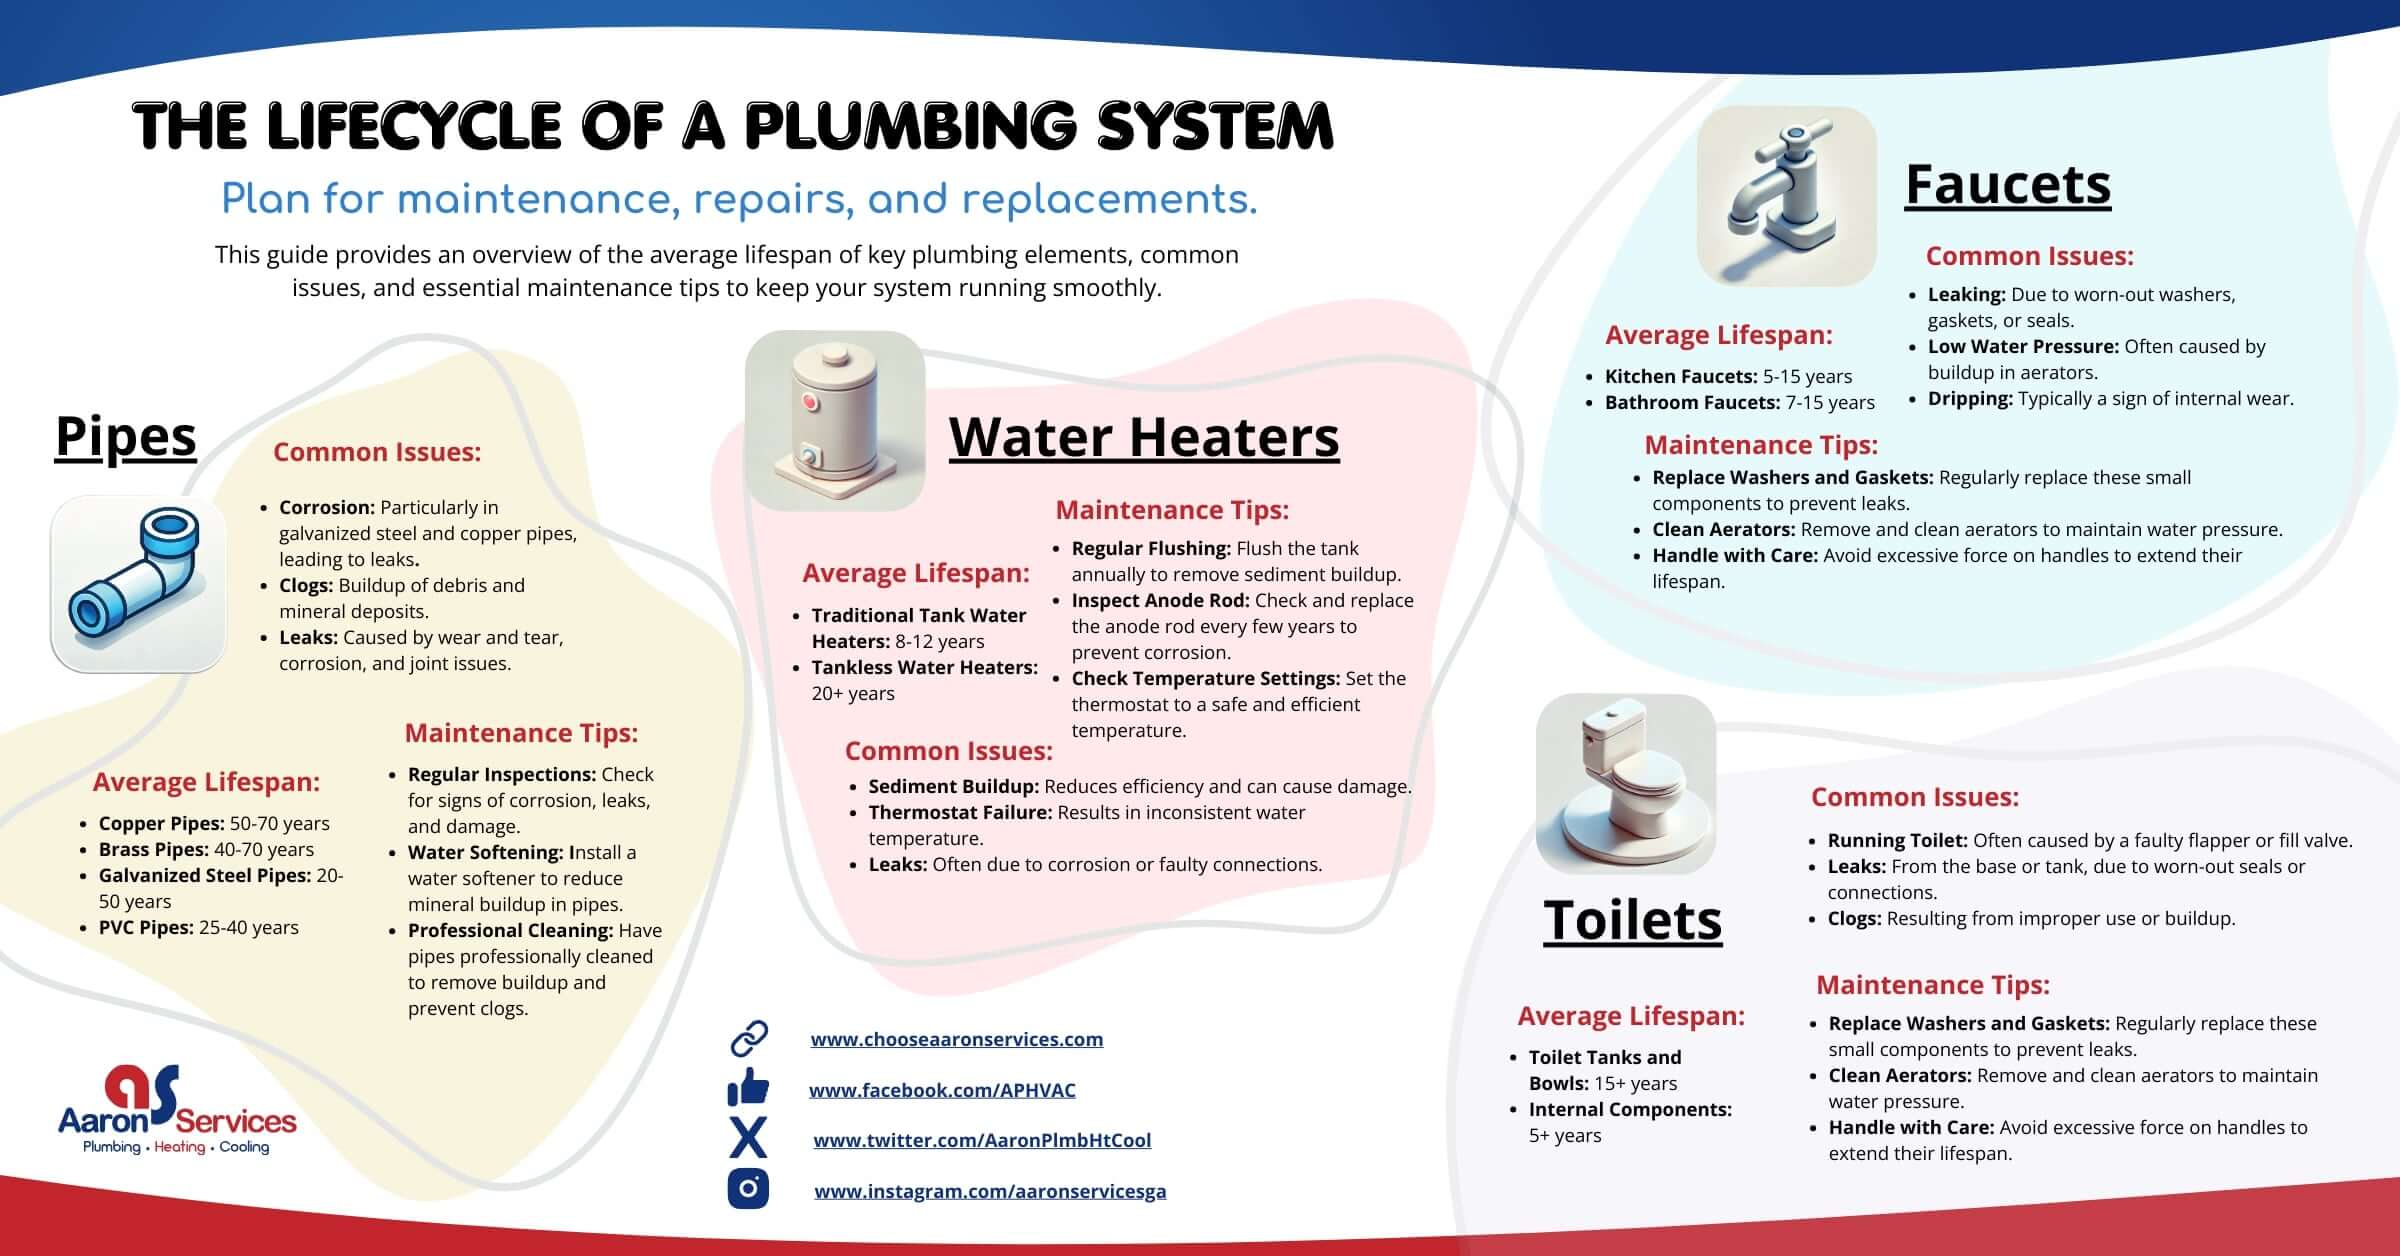 THE LIFECYCLE OF A PLUMBING SYSTEM
Plan for maintenance, repairs, and replacements.
This guide provides an overview of the average lifespan of key plumbing elements, common
issues, and essential maintenance tips to keep your system running smoothly.
Pipes
Common Issues:
• Corrosion: Particularly in
galvanized steel and copper pipes,
leading to leaks.
• Clogs: Buildup of debris and
mineral deposits.
• Leaks: Caused by wear and tear,
corrosion, and joint issues.
Average Lifespan:
• Copper Pipes: 50-70 years
• Brass Pipes: 40-70 years
• Galvanized Steel Pipes: 20-
50 years
• PVC Pipes: 25-40 years
Maintenance Tips:
• Regular Inspections: Check
for signs of corrosion, leaks,
and damage.
• Water Softening: Install a
water softener to reduce
mineral buildup in pipes.
• Professional Cleaning: Have
pipes professionally cleaned
to remove buildup and
prevent clogs.
Water Heaters
Average Lifespan:
• Traditional Tank Water
Heaters: 8-12 years
• Tankless Water Heaters:
20+ years
Maintenance Tips:
• Regular Flushing: Flush the tank
annually to remove sediment buildup.
• Inspect Anode Rod: Check and replace
the anode rod every few years to
prevent corrosion.
• Check Temperature Settings: Set the
thermostat to a safe and efficient
temperature.
Common Issues:
• Sediment Buildup: Reduces efficiency and can cause damage.
• Thermostat Failure: Results in inconsistent water
temperature.
• Leaks: Often due to corrosion or faulty connections.
Faucets
Common Issues:
• Leaking: Due to worn-out washers,
gaskets, or seals.
• Low Water Pressure: Often caused by
buildup in aerators.
• Dripping: Typically a sign of internal wear.
Average Lifespan:
• Kitchen Faucets: 5-15 years
• Bathroom Faucets: 7-15 years
Maintenance Tips:
• Replace Washers and Gaskets: Regularly replace these small
components to prevent leaks.
• Clean Aerators: Remove and clean aerators to maintain water pressure.
• Handle with Care: Avoid excessive force on handles to extend their
lifespan.
Toilets
Common Issues:
• Running Toilet: Often caused by a faulty flapper or fill valve.
• Leaks: From the base or tank, due to worn-out seals or
connections.
• Clogs: Resulting from improper use or buildup.
Average Lifespan:
• Toilet Tanks and
Bowls: 15+ years
• Internal Components:
5+ years
Maintenance Tips:
• Replace Washers and Gaskets: Regularly replace these
small components to prevent leaks.
• Clean Aerators: Remove and clean aerators to maintain
water pressure.
• Handle with Care: Avoid excessive force on handles to
extend their lifespan.
as
Aaron Services
Plumbing • Heating • Cooling
www.chooseaaronservices.com
www.facebook.com/APHVAC
www.twitter.com/AaronPlmbHtCool
www.instagram.com/aaronservicesga